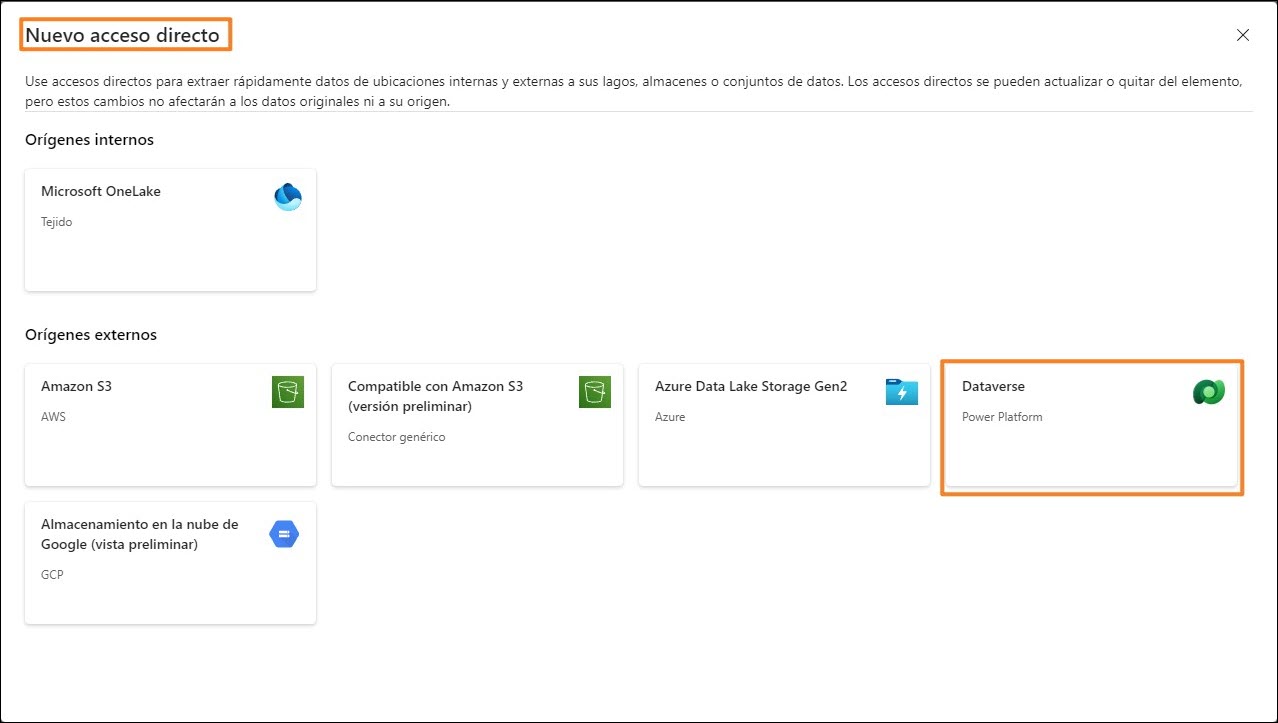 Nuevo acceso directo
Use accesos directos para extraer rápidamente datos de ubicaciones internas y externas a sus lagos, almacenes o conjuntos de datos. Los accesos directos se pueden actualizar o quitar del elemento,
pero estos cambios no afectarán a los datos originales ni a su origen.
Orígenes internos
Microsoft OneLake
Tejido
Orígenes externos
Amazon S3
AWS
Compatible con Amazon S3
(versión preliminar)
Conector genérico
Azure Data Lake Storage Gen2
Azure
Dataverse
Power Platform
Almacenamiento en la nube de
Google (vista preliminar)
GCP